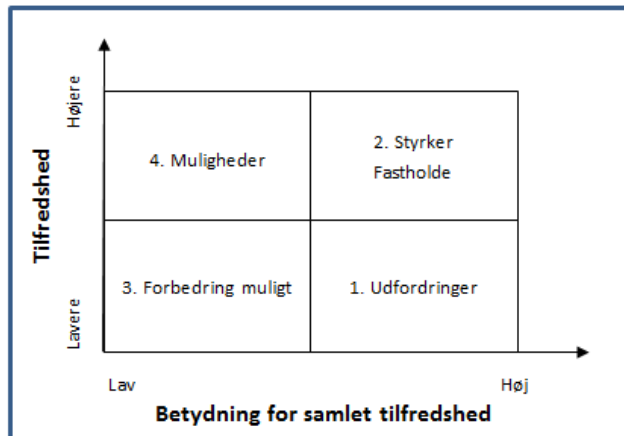 Tilfredshed
Højere
Lavere
4. Muligheder
2. Styrker
Fastholde
3. Forbedring muligt
1. Udfordringer
Lav
Høj
Betydning for samlet tilfredshed